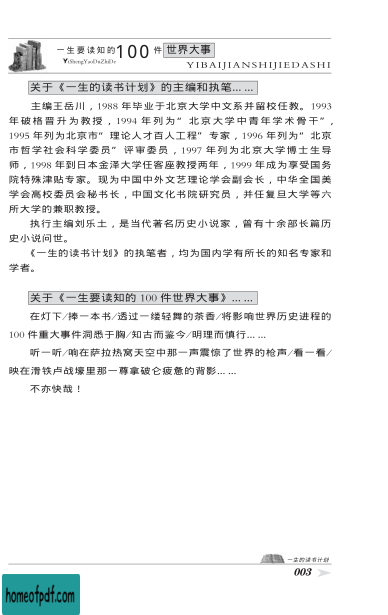 一生要读知的100件世界大事
YiShengYaoDuZhiDe
YIBAIJIANSHIJIEDASHI
关于《一生的读书计划》的主编和执笔……
主编王岳川，1988 年毕业于北京大学中文系并留校任教。1993
年破格晋升为教授，1994 年列为“北京大学中青年学术骨干”，
1995 年列为北京市“理论人才百人工程”专家，1996 年列为“北京
市哲学社会科学委员”评审委员，1997 年列为北京大学博士生导
师，1998 年到日本金泽大学任客座教授两年，1999 年成为享受国务
院特殊津贴专家。现为中国中外文艺理论学会副会长，中华全国美
学会高校委员会秘书长，中国文化书院研究员，并任复旦大学等六
所大学的兼职教授。
执行主编刘乐土，是当代著名历史小说家，曾有十余部长篇历
史小说问世。
《一生的读书计划》的执笔者，均为国内学有所长的知名专家和
学者。
关于《一生要读知的 100 件世界大事》……
在灯下/捧一本书/透过一缕轻舞的茶香/将影响世界历史进程的
100 件重大事件洞悉于胸/知古而鉴今/明理而慎行……
听一听/响在萨拉热窝天空中那一声震惊了世界的枪声/看一看/
映在滑铁卢战壕里那一尊拿破仑疲惫的背影……
不亦快哉！
一生的读书计划
003
homeofpdf.com